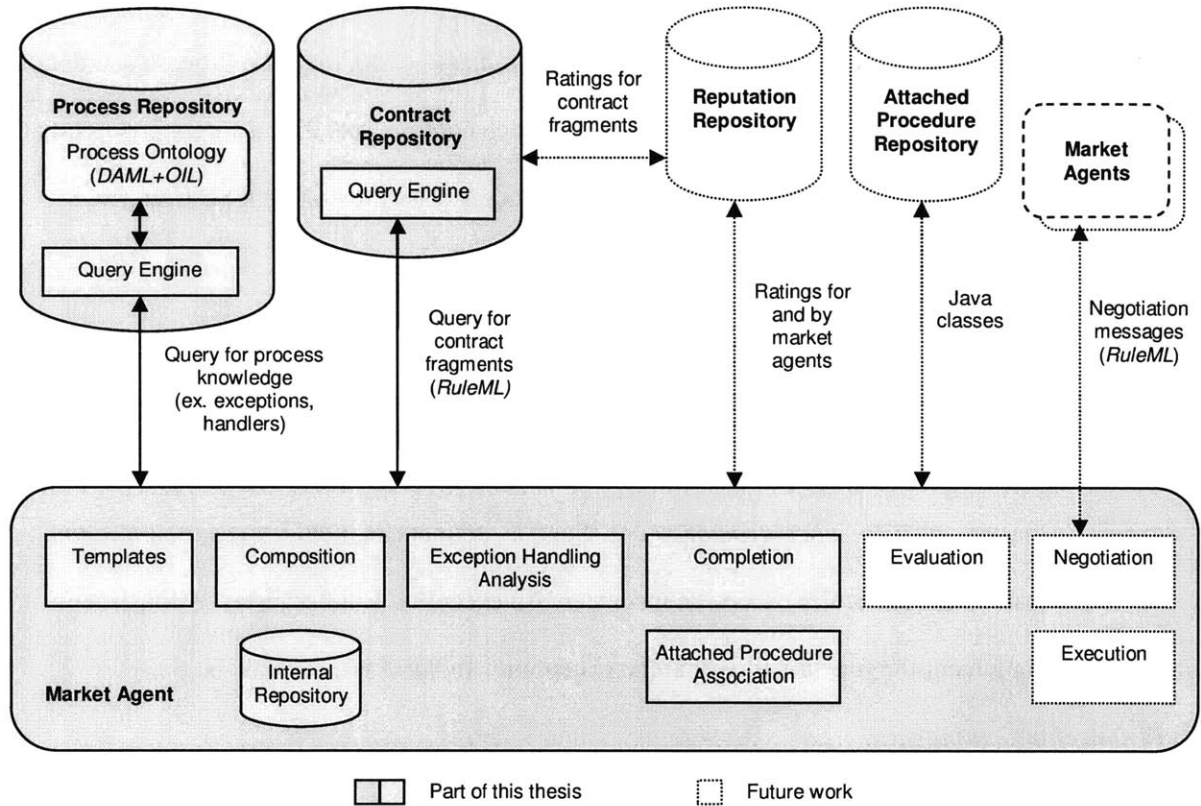 Process Repository
Process Ontology
(DAML+OIL)
Query Engine
Contract
Repository
Query Engine
Ratings for
contract
fragments
Reputation
Repository
Attached
Procedure
Repository
Market
Agents
Query for process
knowledge
(ex. exceptions,
handlers)
Query for
contract
fragments
(RuleML)
Ratings for
and by
market
agents
Java
classes
Negotiation
messages
(RuleML)
Templates
Composition
Exception Handling
Analysis
Completion
Evaluation
Negotiation
Market Agent
Internal
Repository
Attached Procedure
Association
Execution
Part of this thesis
Future work